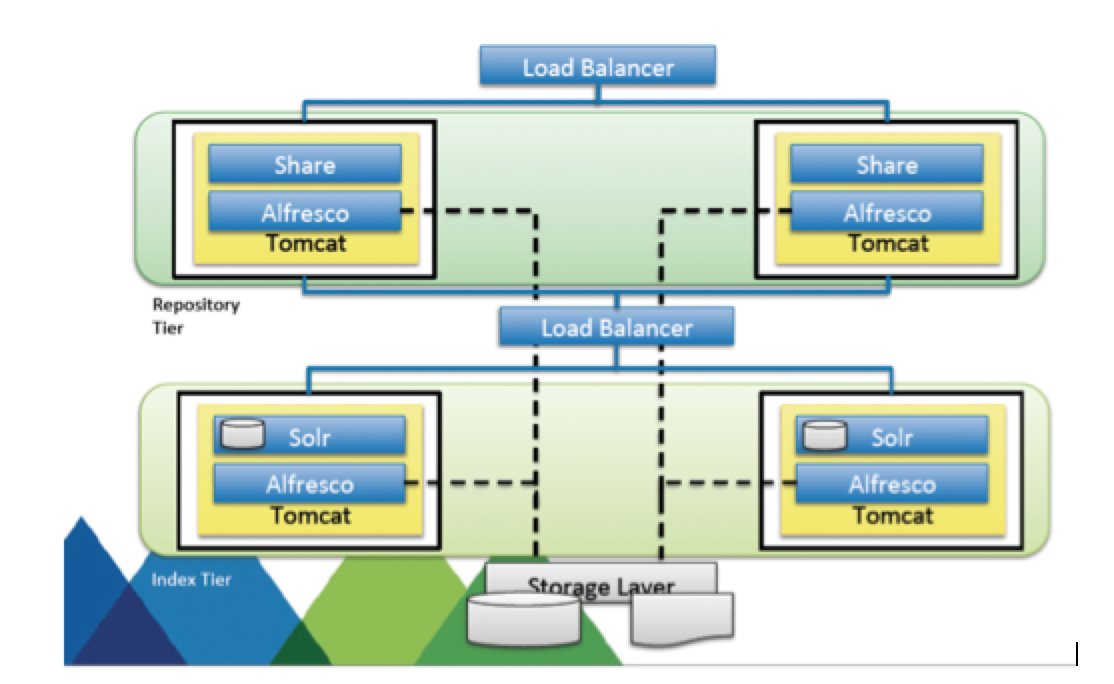 Load Balancer
Share
Alfresco
Tomcat
Share
Alfresco
Tomcat
Repository
Tier
Load Balancer
Solr
Alfresco
Tomcat
Solr
Alfresco
Tomcat
Index Tier
Storage Layer